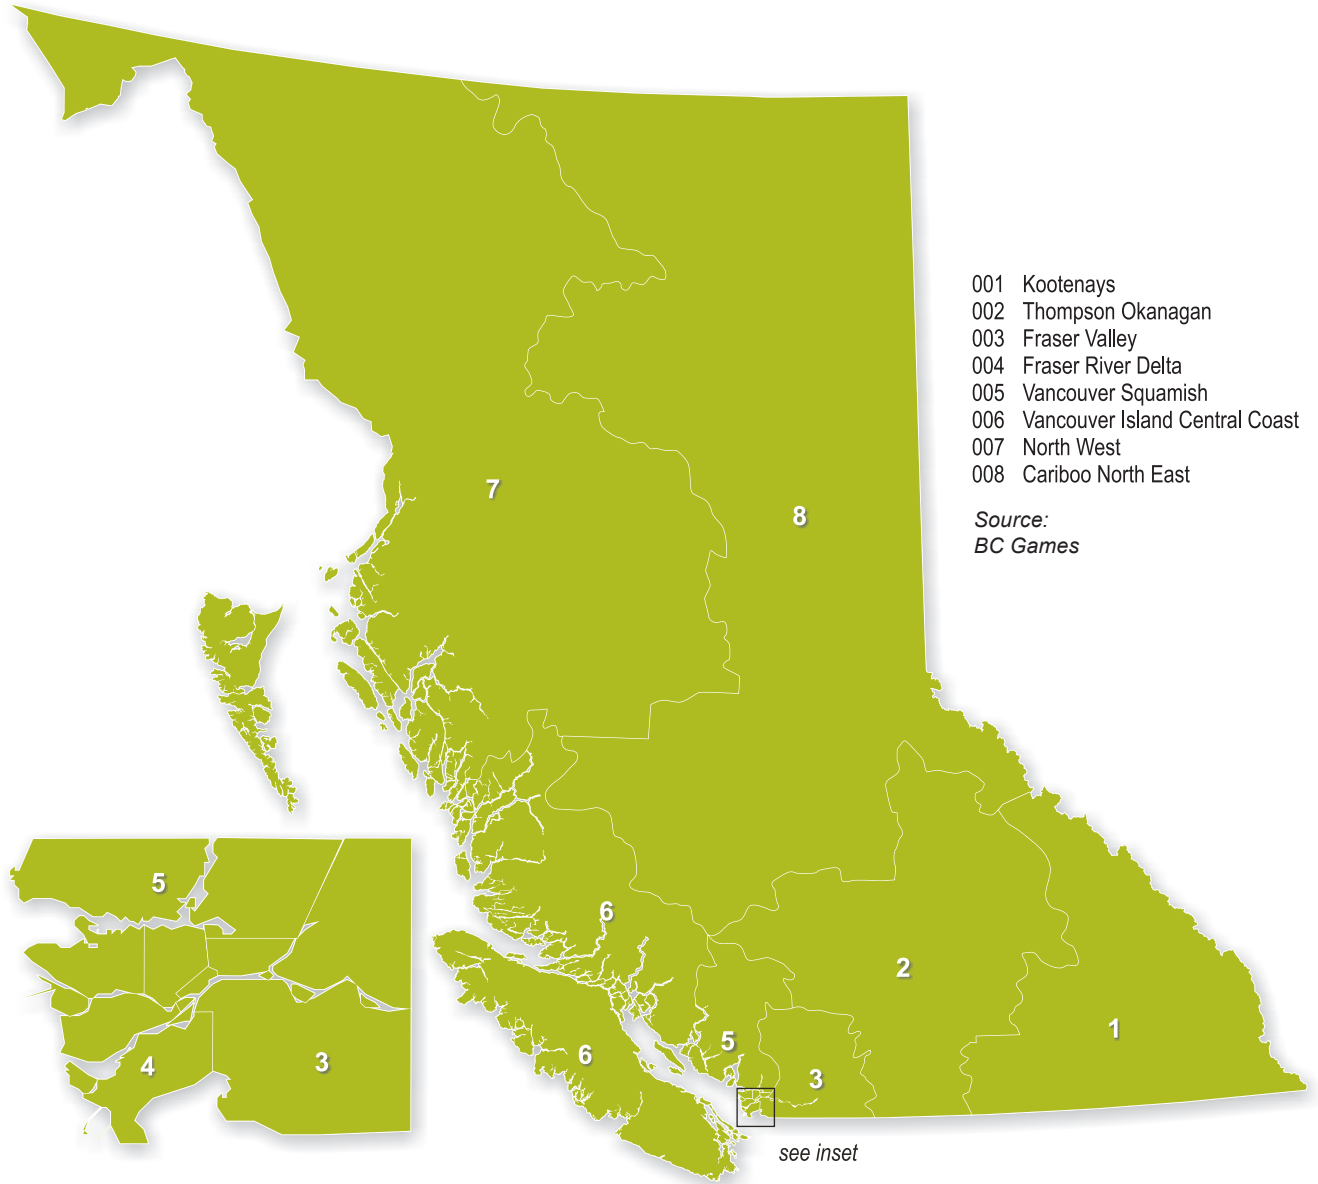 001 Kootenays
002 Thompson Okanagan
003 Fraser Valley
004 Fraser River Delta
005 Vancouver Squamish
006 Vancouver Island Central Coast
007 North West
008 Cariboo North East
Source:
BC Games
7
8
6
2
1
5
6
3
5
4
3
see inset